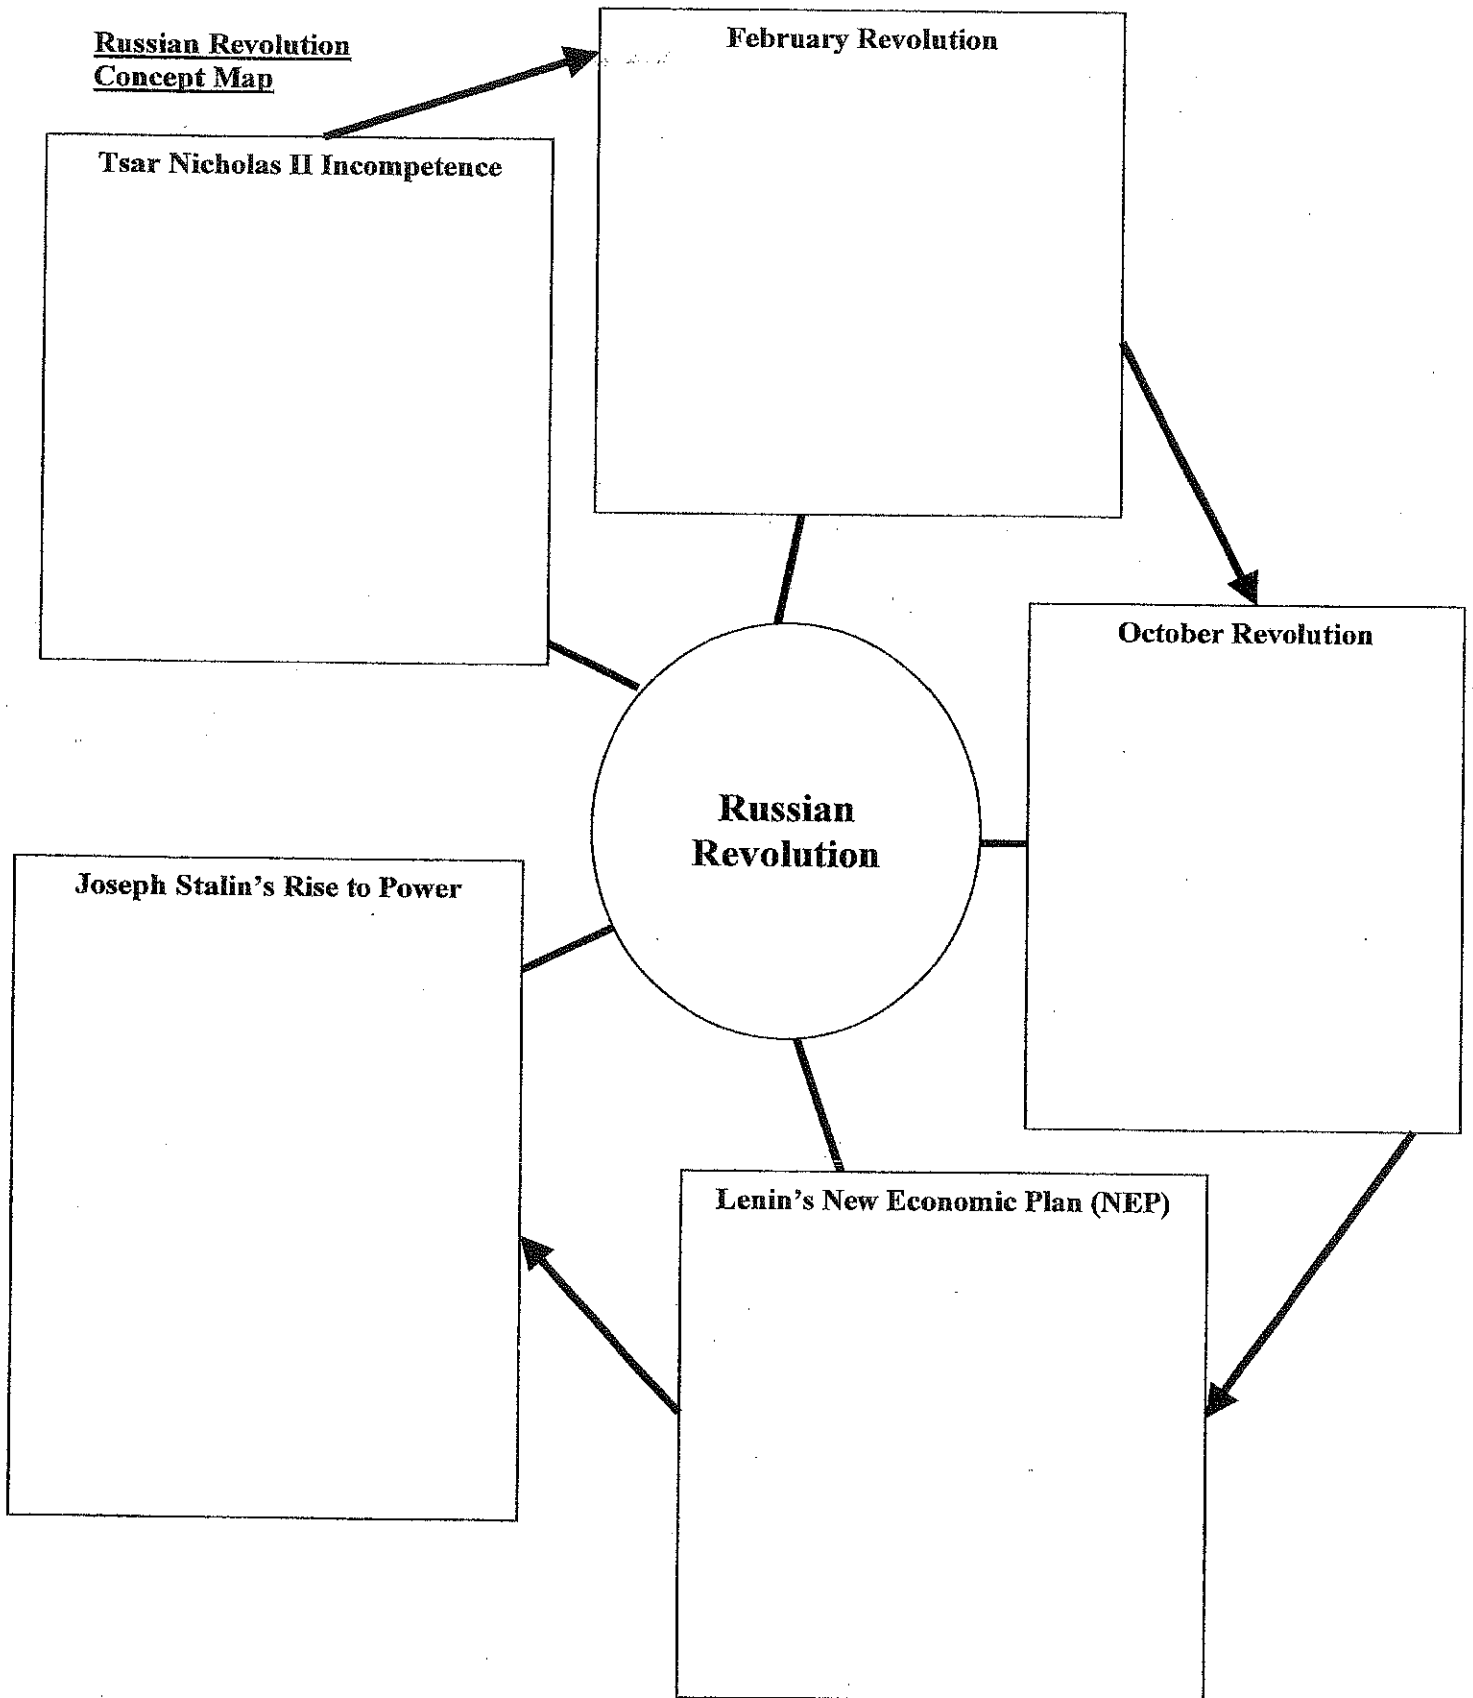 Russian Revolution
Concept Map
February Revolution
Tsar Nicholas II Incompetence
October Revolution
Russian
Revolution
Joseph Stalin's Rise to Power
Lenin's New Economic Plan (NEP)